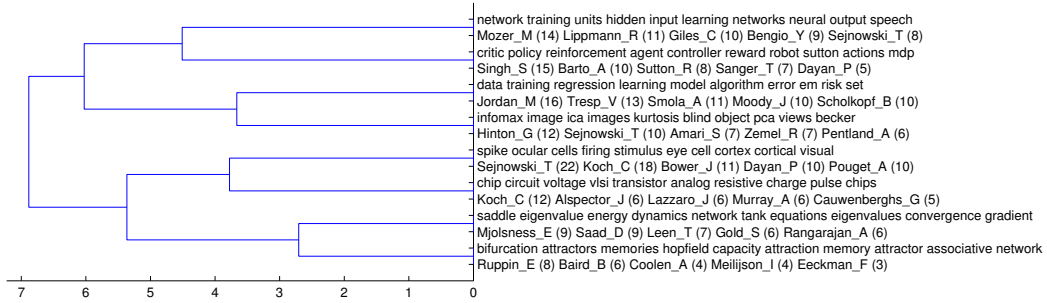 network training units hidden input learning networks neural output speech
Mozer_M (14) Lippmann_R (11) Giles_C (10) Bengio_Y (9) Sejnowski_T (8)
critic policy reinforcement agent controller reward robot sutton actions mdp
Singh_S (15) Barto_A (10) Sutton_R (8) Sanger_T (7) Dayan_P (5)
data training regression learning model algorithm error em risk set
Jordan_M (16) Tresp_V (13) Smola_A (11) Moody_J (10) Scholkopf_B (10)
infomax image ica images kurtosis blind object pca views becker
Hinton_G (12) Sejnowski_T (10) Amari_S (7) Zemel_R (7) Pentland_A (6)
spike ocular cells firing stimulus eye cell cortex cortical visual
Sejnowski_T (22) Koch_C (18) Bower_J (11) Dayan_P (10) Pouget_A (10)
chip circuit voltage vlsi transistor analog resistive charge pulse chips
Koch_C (12) Alspector_J (6) Lazzaro_J (6) Murray_A (6) Cauwenberghs_G (5)
saddle eigenvalue energy dynamics network tank equations eigenvalues convergence gradient
Mjolsness_E (9) Saad_D (9) Leen_T (7) Gold_S (6) Rangarajan_A (6)
bifurcation attractors memories hopfield capacity attraction memory attractor associative network
Ruppin_E (8) Baird_B (6) Coolen_A (4) Meilijson_I (4) Eeckman_F (3)
7 6 5 4 3 2 1 0